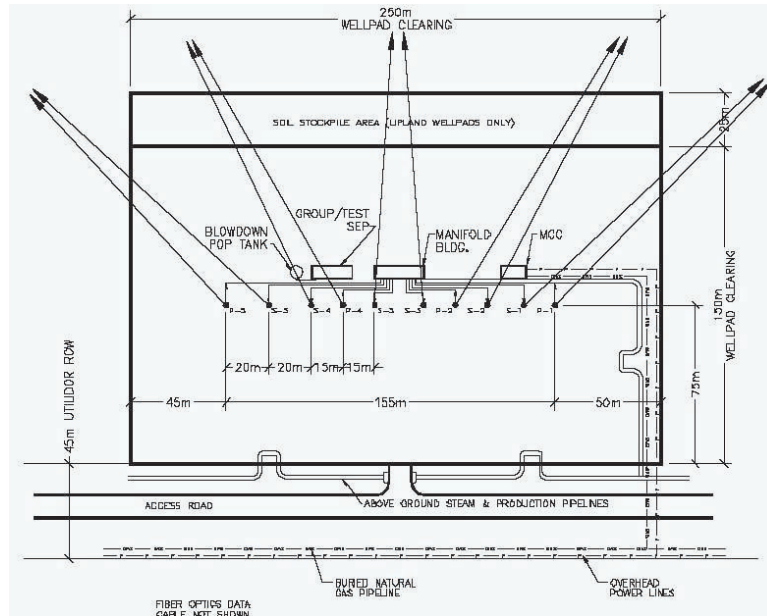 250m
WELLPAD CLEARING
SOIL STOCKPILE AREA (UPLAND WELLPADS ONLY)
25m
GROUP/TEST
SEP.
BLOWDOWN
POP TANK
MANIFOLD
BLDG.
MCC
P-5 S-5 S-4 P-4 S-3 S-3 P-2 S-2 S-1 P-1
150m
WELLPAD CLEARING
75m
20m 20m 15m 15m
45m 155m 50m
45m UTILIDOR ROW
ACCESS ROAD
ABOVE GROUND STEAM & PRODUCTION PIPELINES
BURIED NATURAL
GAS PIPELINE
OVERHEAD
POWER LINES
FIBER OPTICS DATA
CABLE NOT SHOWN